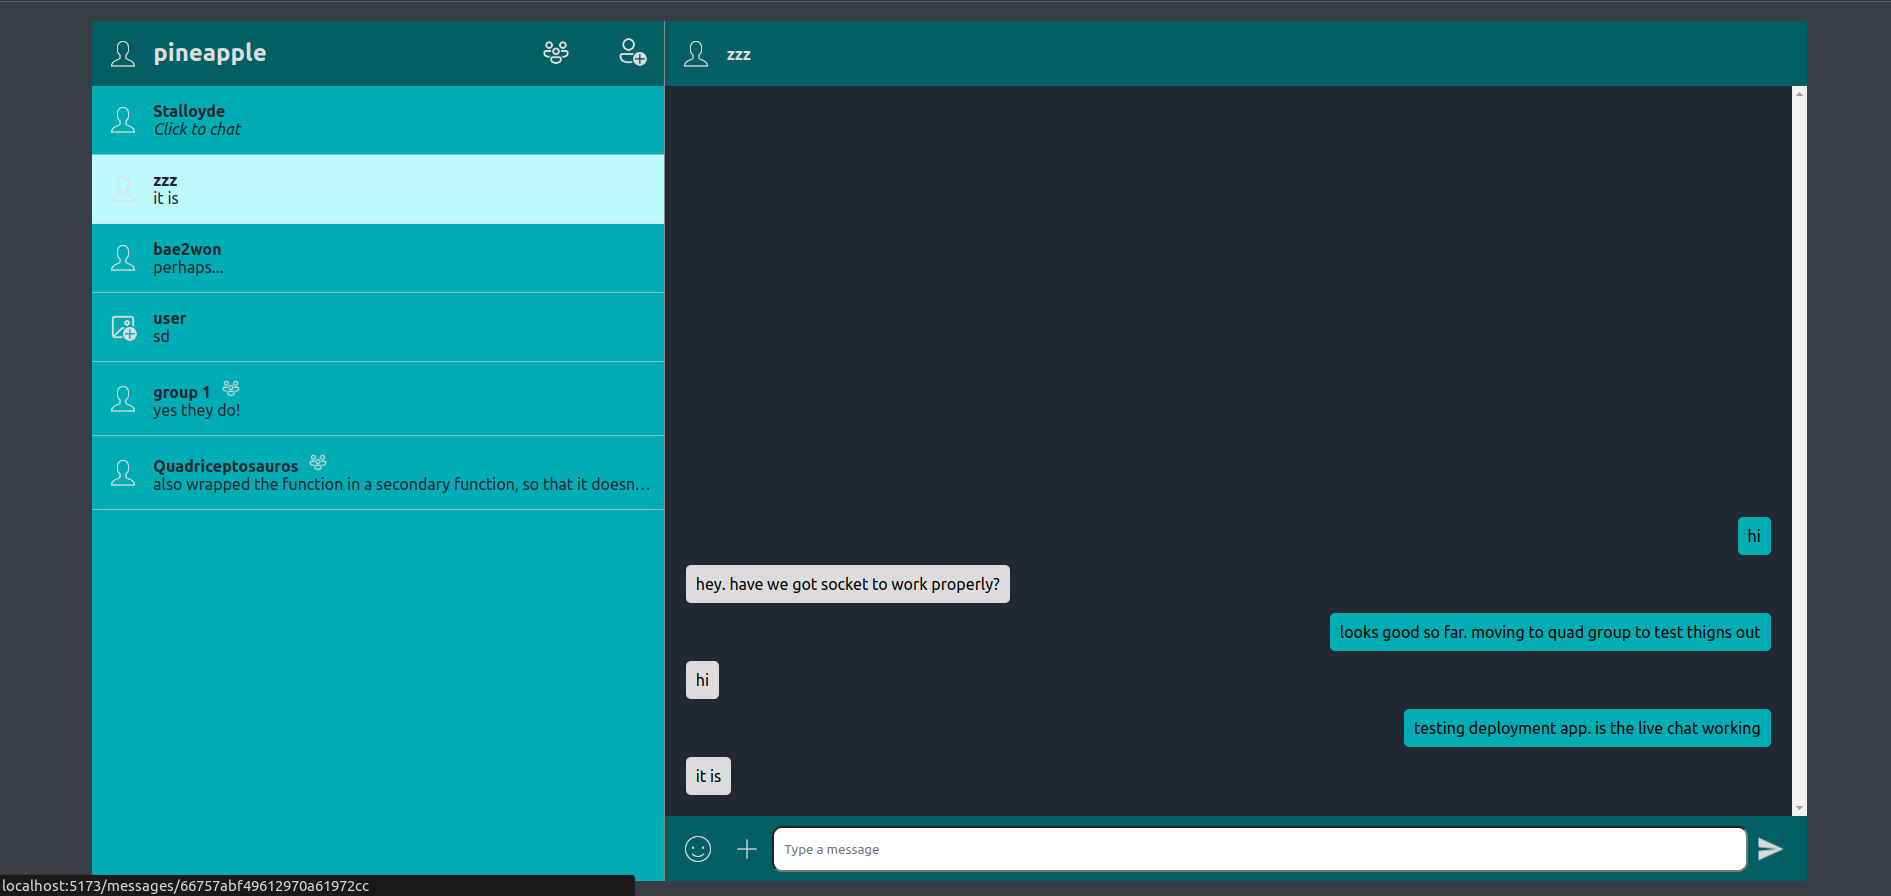 pineapple
Stalloyde
Click to chat
zzz
it is
bae2won
perhaps...
user
sd
group 1
yes they do!
Quadriceptosauros
also wrapped the function in a secondary function, so that it doesn...
zzz
hi
hey. have we got socket to work properly?
looks good so far. moving to quad group to test thigns out
hi
testing deployment app. is the live chat working
it is
Type a message
localhost:5173/messages/66757abf49612970a61972cc